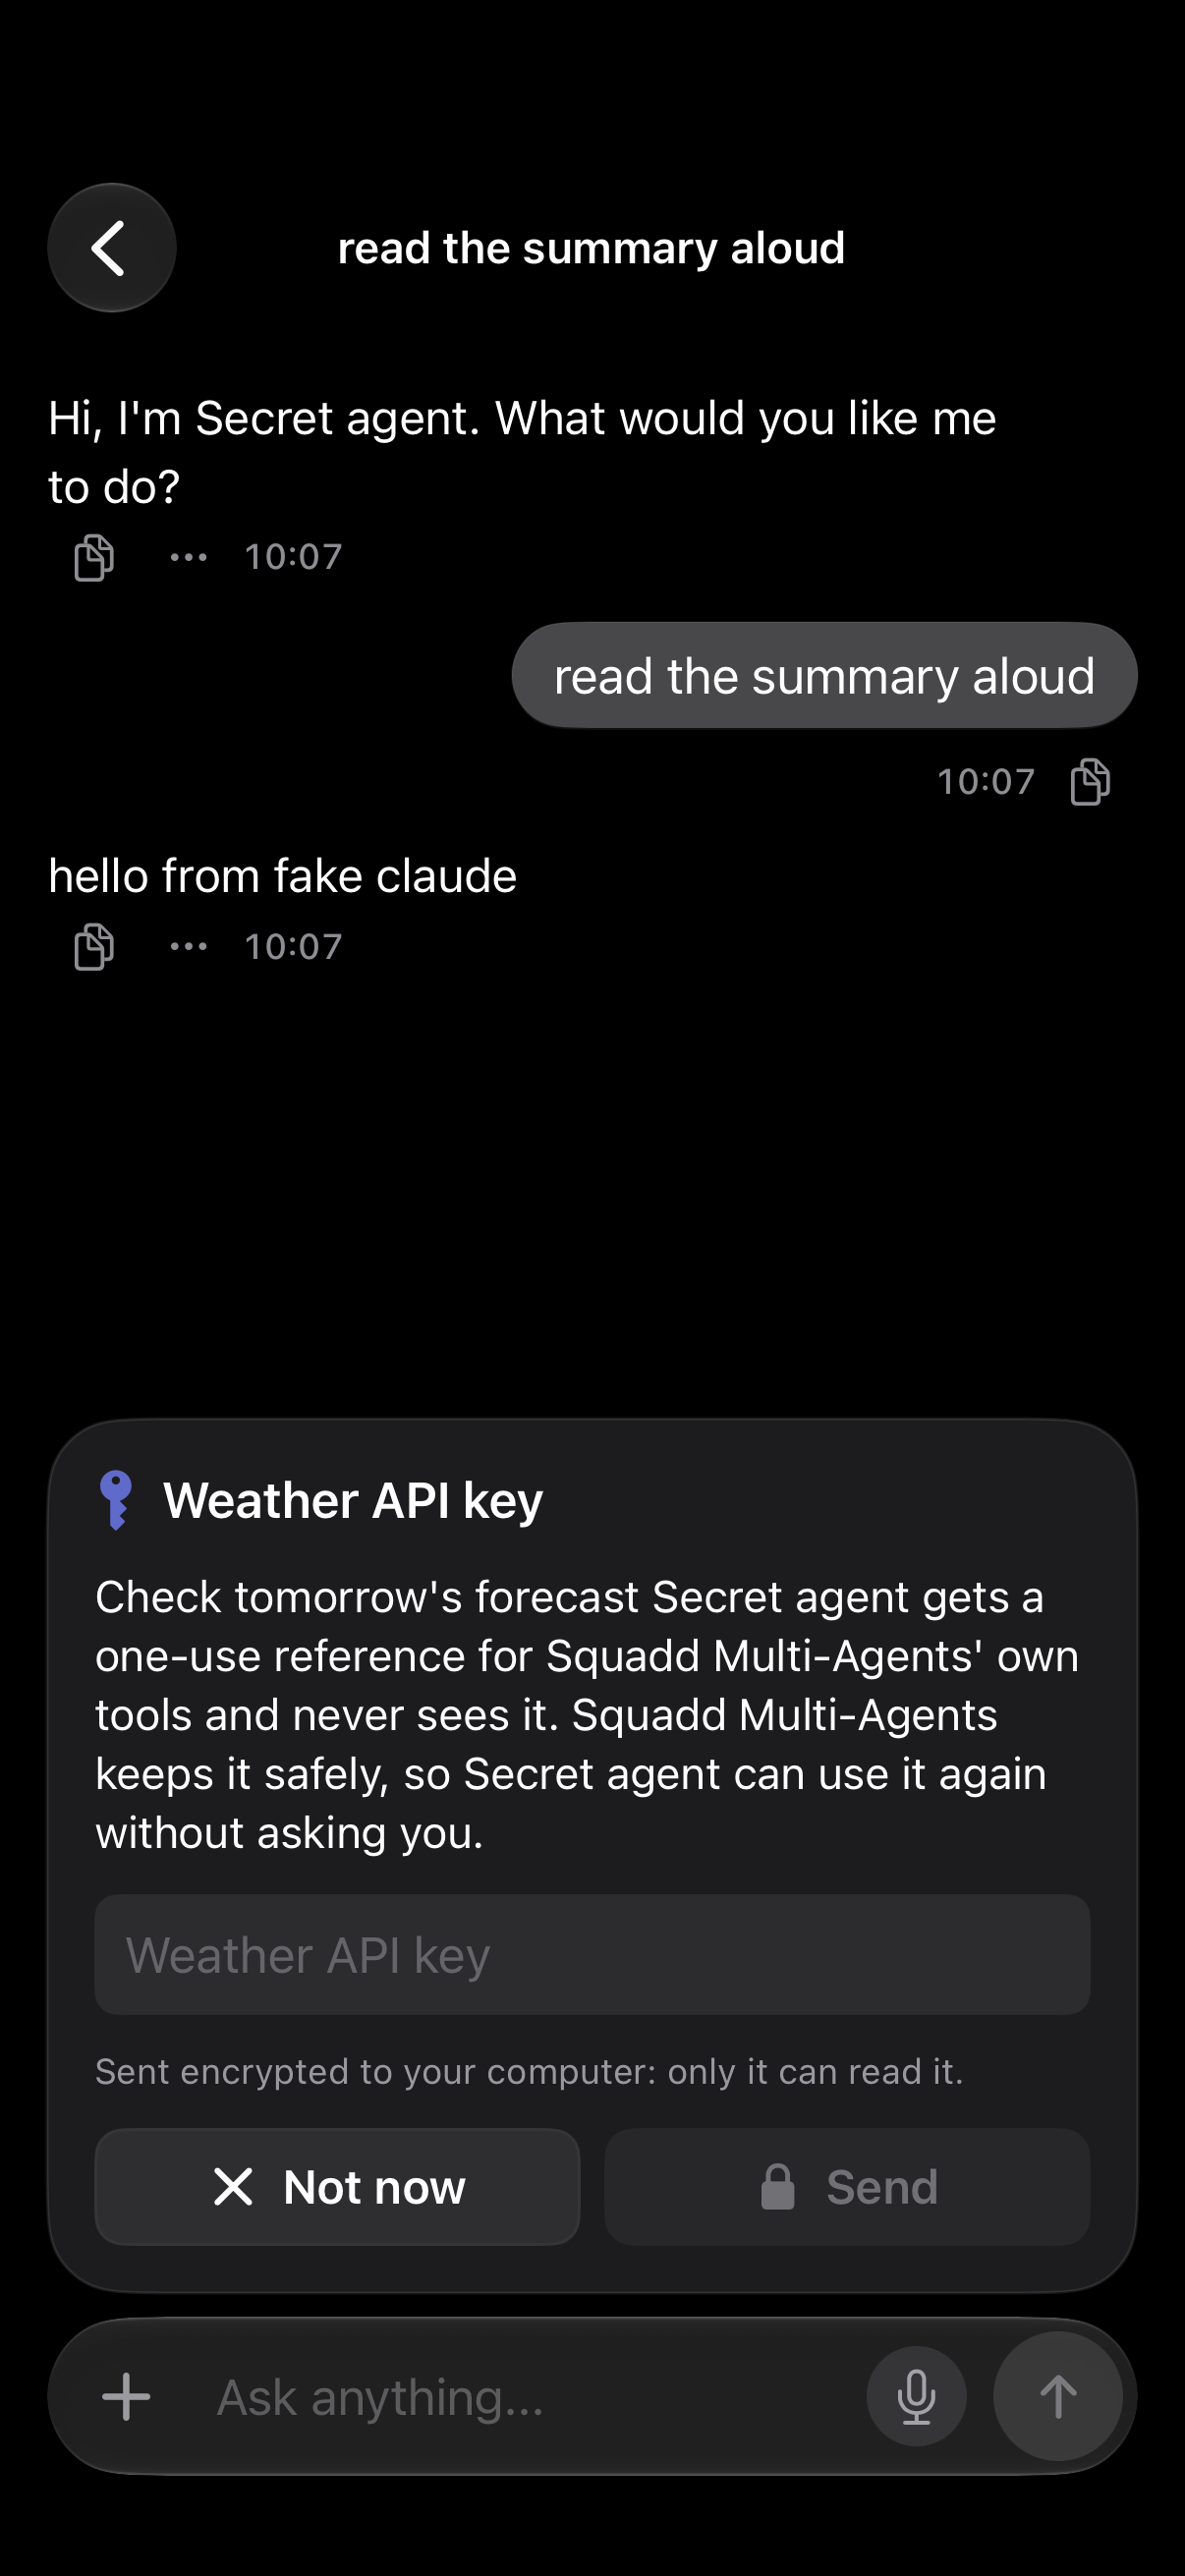 read the summary aloud
Hi, I'm Secret agent. What would you like me
to do?
10:07
read the summary aloud
10:07
hello from fake claude
10:07
Weather API key
Check tomorrow's forecast Secret agent gets a
one-use reference for Squadd Multi-Agents' own
tools and never sees it. Squadd Multi-Agents
keeps it safely, so Secret agent can use it again
without asking you.
Weather API key
Sent encrypted to your computer: only it can read it.
Not now
Send
Ask anything...